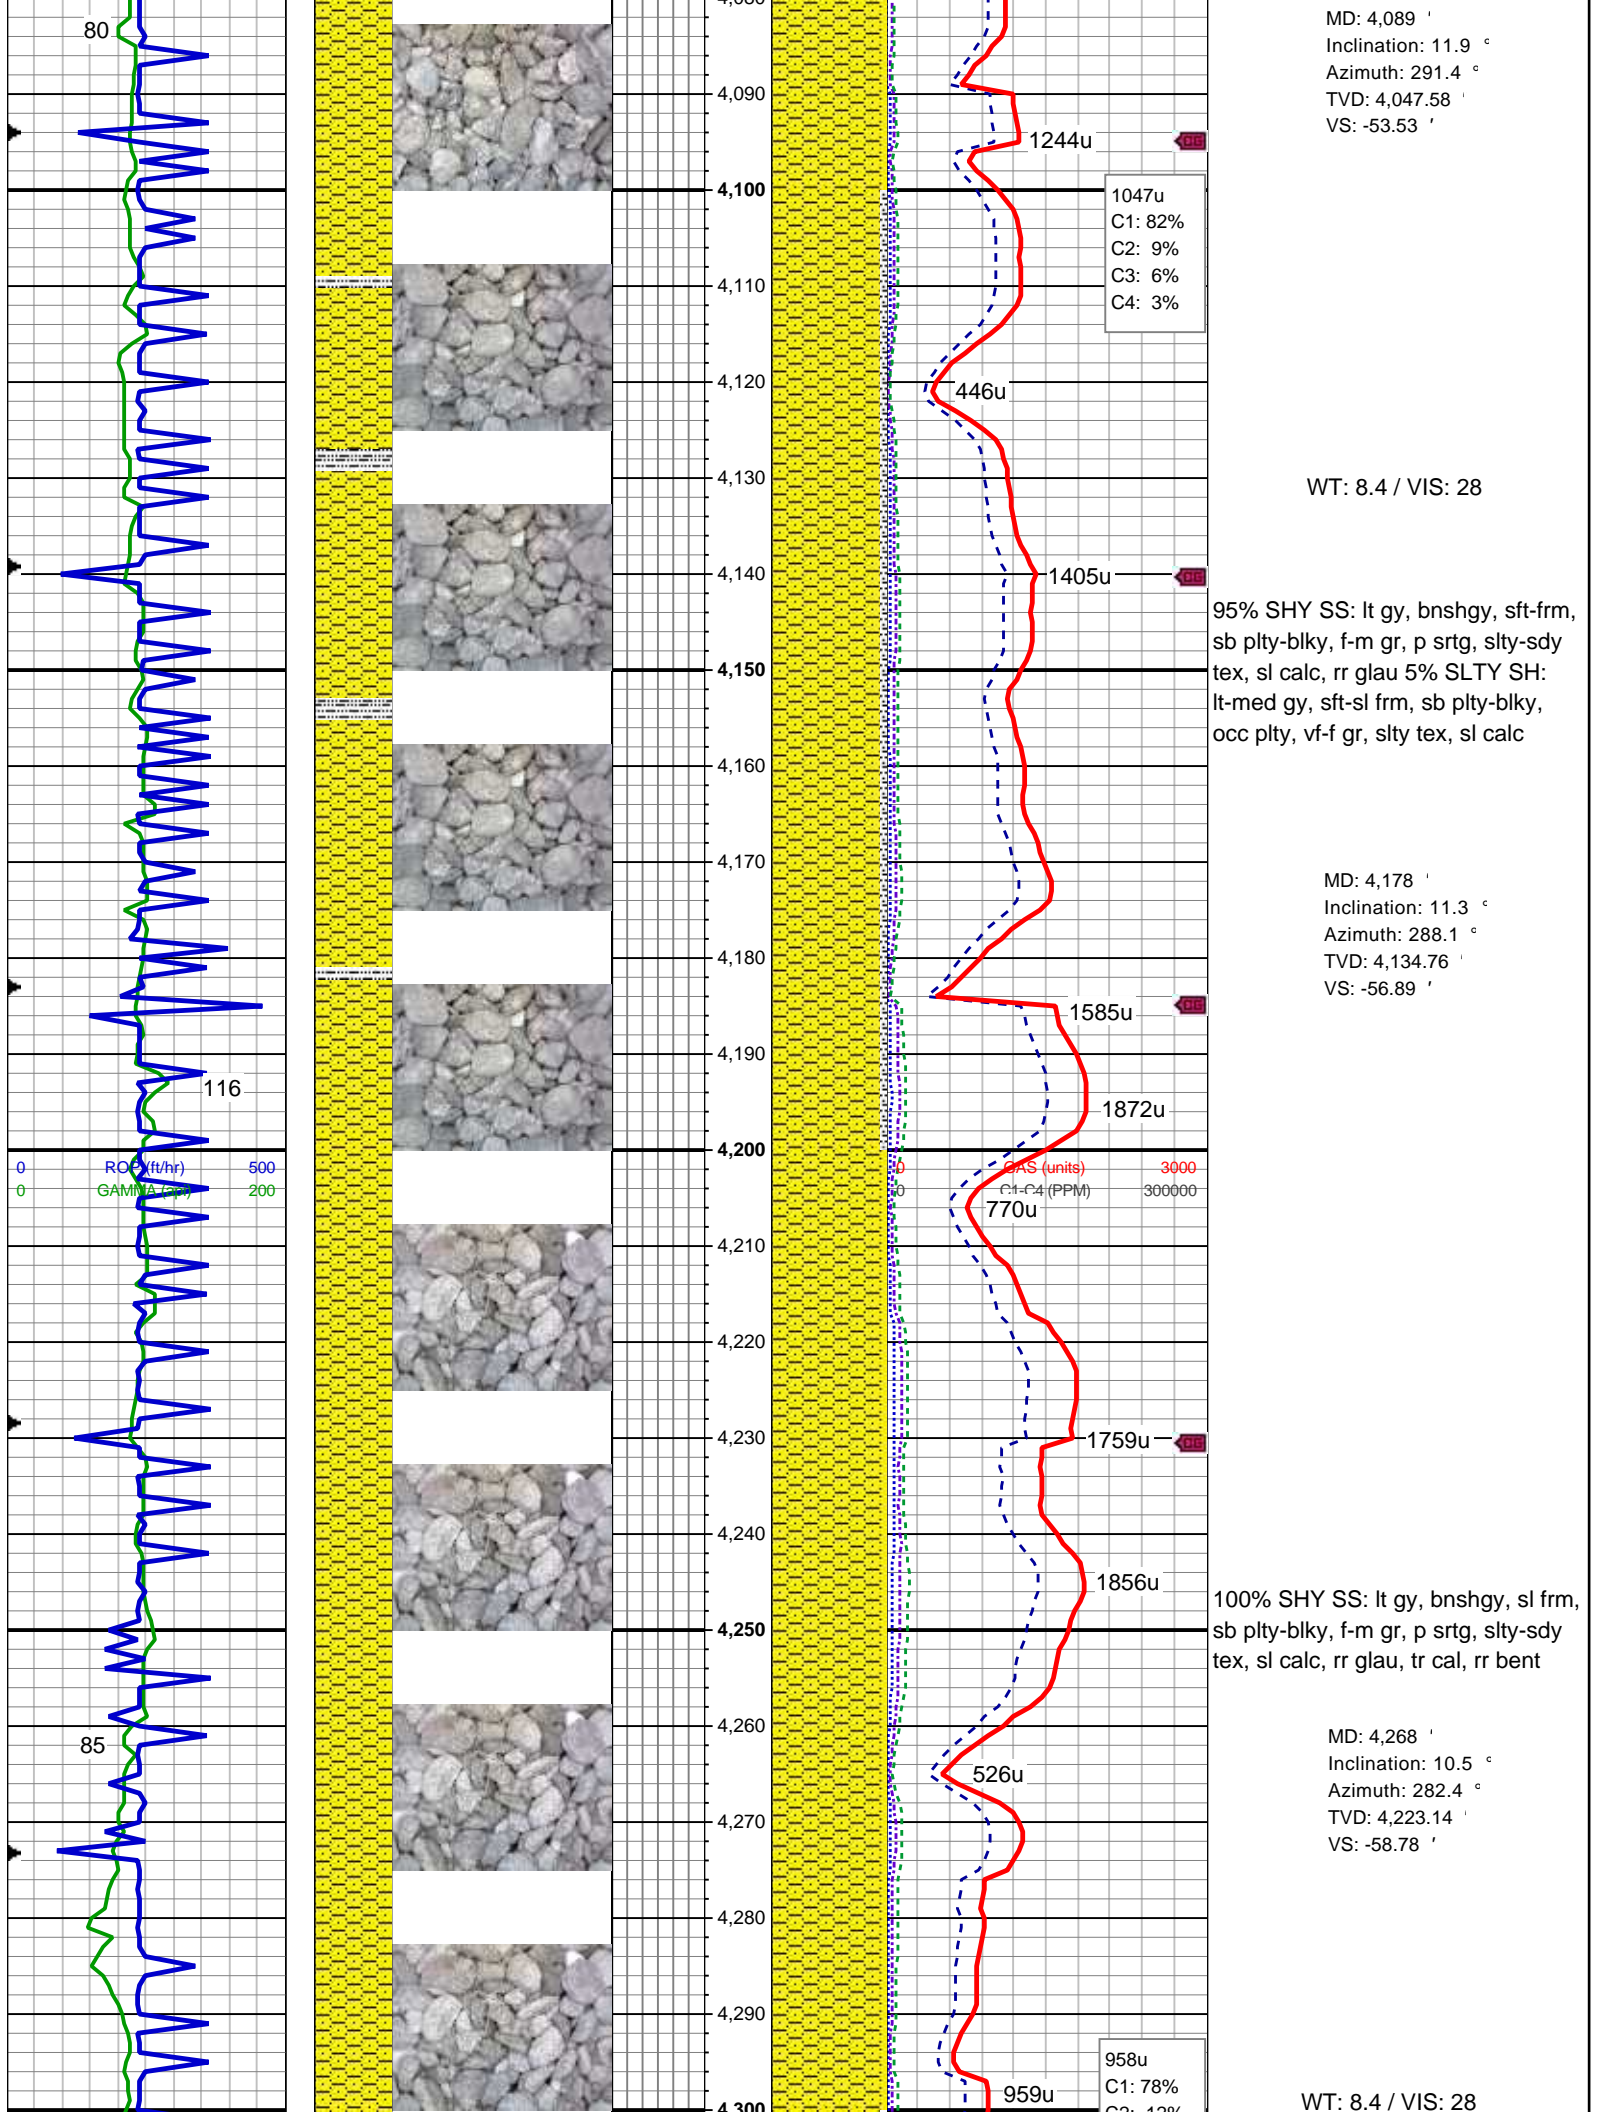 4,080
80
MD: 4,089 '
Inclination: 11.9 °
Azimuth: 291.4 °
TVD: 4,047.58 '
VS: -53.53 '
4,090
1244u
CG
4,100
1047u
C1: 82%
C2: 9%
C3: 6%
C4: 3%
4,110
4,120
446u
4,130
WT: 8.4 / VIS: 28
4,140
1405u
CG
95% SHY SS: lt gy, bnshgy, sft-frm,
sb plty-blky, f-m gr, p srtg, slty-sdy
tex, sl calc, rr glau 5% SLTY SH:
lt-med gy, sft-sl frm, sb plty-blky,
occ plty, vf-f gr, slty tex, sl calc
4,150
4,160
4,170
MD: 4,178 '
Inclination: 11.3 °
Azimuth: 288.1 °
TVD: 4,134.76 '
VS: -56.89 '
4,180
1585u
CG
4,190
116
1872u
4,200
0 ROP (ft/hr) 500
0 GAMMA (api) 200
0 GAS (units) 3000
0 C1-C4 (PPM) 300000
770u
4,210
4,220
4,230
1759u
CG
4,240
1856u
100% SHY SS: lt gy, bnshgy, sl frm,
sb plty-blky, f-m gr, p srtg, slty-sdy
tex, sl calc, rr glau, tr cal, rr bent
4,250
4,260
85
MD: 4,268 '
Inclination: 10.5 °
Azimuth: 282.4 °
TVD: 4,223.14 '
VS: -58.78 '
526u
4,270
4,280
4,290
958u
C1: 78%
C2: 12%
959u
WT: 8.4 / VIS: 28
4,300